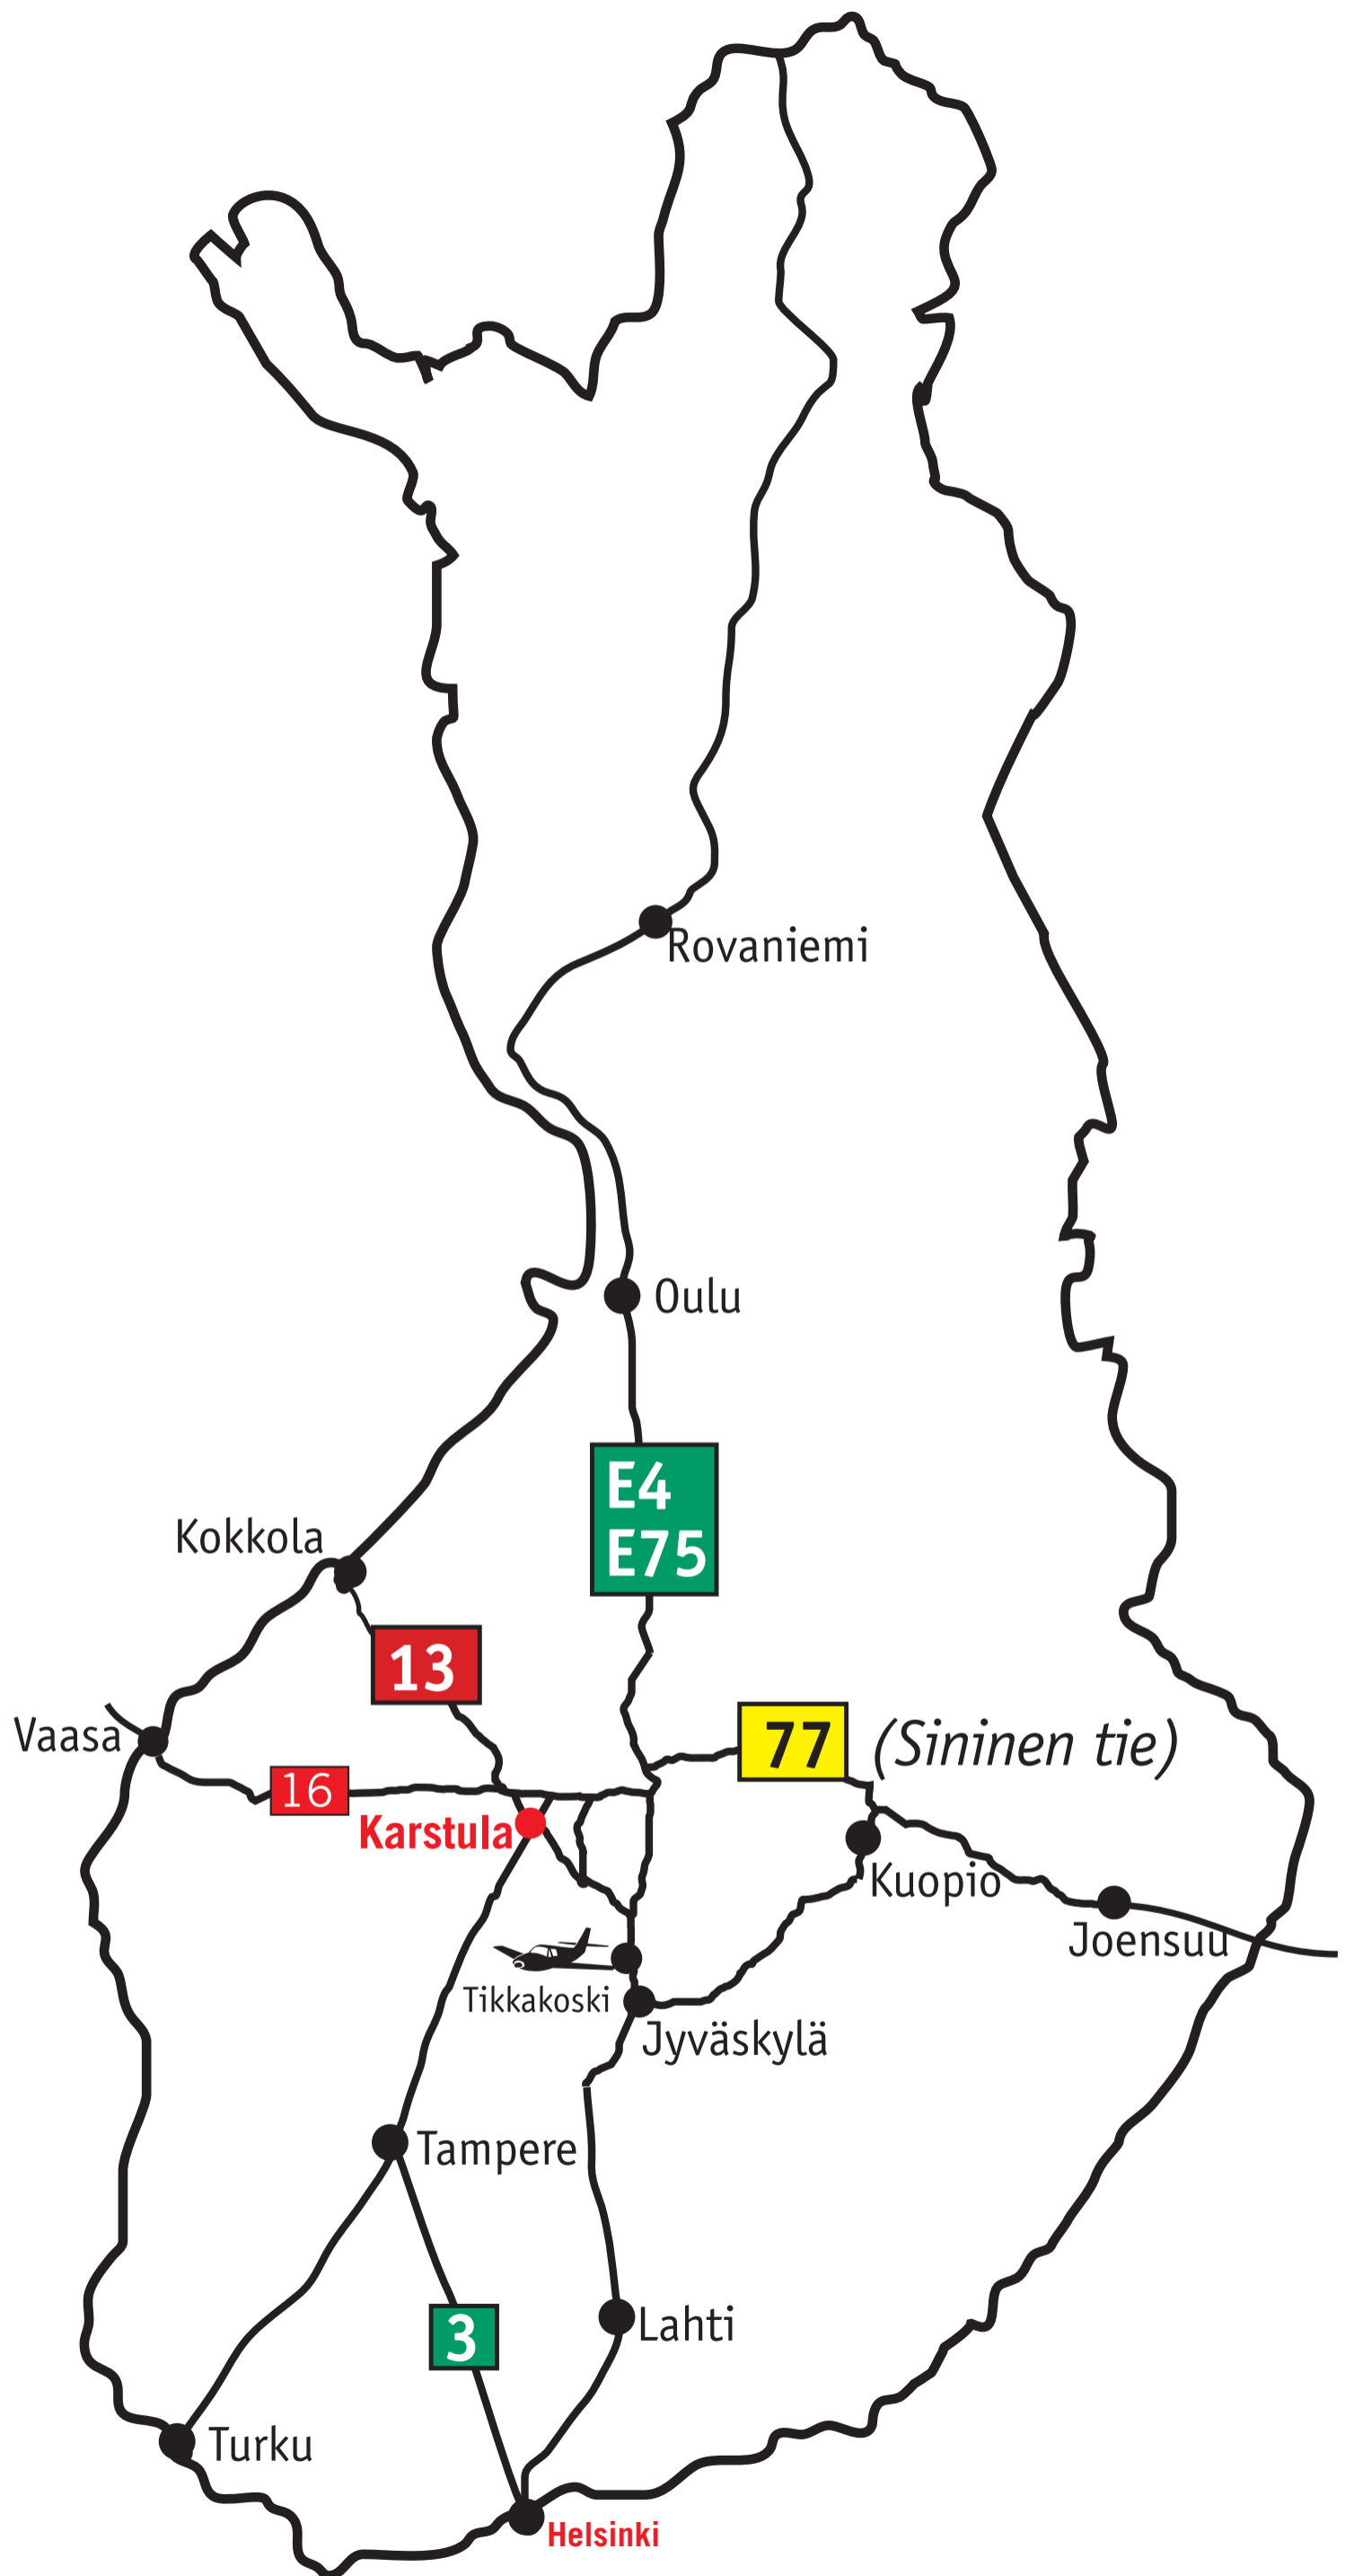 Rovaniemi
Oulu
E4
E75
Kokkola
13
Vaasa
77 (Sininen tie)
16
Karstula
Kuopio
Joensuu
Tikkakoski
Jyväskylä
Tampere
Lahti
3
Turku
Helsinki